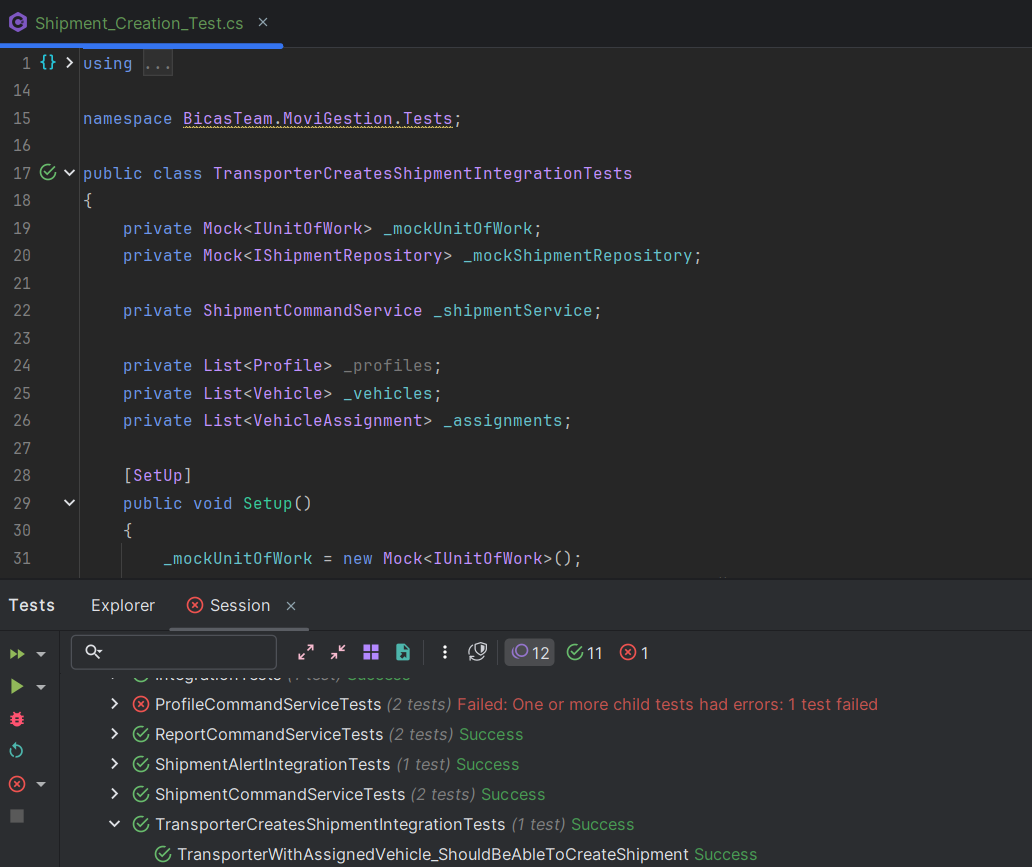 Shipment_Creation_Test.cs ×
1 {} using ...
14
15 namespace BicasTeam.MoviGestion.Tests;
16
17 public class TransporterCreatesShipmentIntegrationTests
18 {
19 private Mock<IUnitOfWork> _mockUnitOfWork;
20 private Mock<IShipmentRepository> _mockShipmentRepository;
21
22 private ShipmentCommandService _shipmentService;
23
24 private List<Profile> _profiles;
25 private List<Vehicle> _vehicles;
26 private List<VehicleAssignment> _assignments;
27
28 [SetUp]
29 public void Setup()
30 {
31 _mockUnitOfWork = new Mock<IUnitOfWork>();
Tests Explorer Session ×
12 11 1
IntegrationTests (1 test) Success
ProfileCommandServiceTests (2 tests) Failed: One or more child tests had errors: 1 test failed
ReportCommandServiceTests (2 tests) Success
ShipmentAlertIntegrationTests (1 test) Success
ShipmentCommandServiceTests (2 tests) Success
TransporterCreatesShipmentIntegrationTests (1 test) Success
TransporterWithAssignedVehicle_ShouldBeAbleToCreateShipment Success